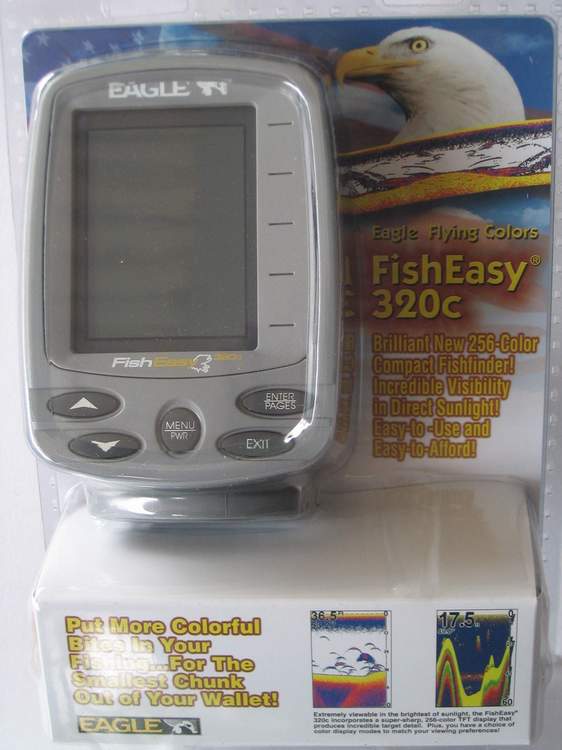 EAGLE
FishEasy 320c
ENTER
PAGES
MENU
PWR
EXIT
Eagle Flying Colors
FishEasy®
320c
Brilliant New 256-Color
Compact Fishfinder!
Incredible Visibility
in Direct Sunlight!
Easy-to-Use and
Easy-to-Afford!
Put More Colorful
Bites In Your
Fishing...For The
Smallest Chunk
Out of Your Wallet!
EAGLE
36.5
17.5
0
60
Extremely viewable in the brightest of sunlight, the FishEasy®
320c incorporates a super-sharp, 256-color TFT display that
produces incredible target detail. Plus, you have a choice of
color display modes to match your viewing preferences!